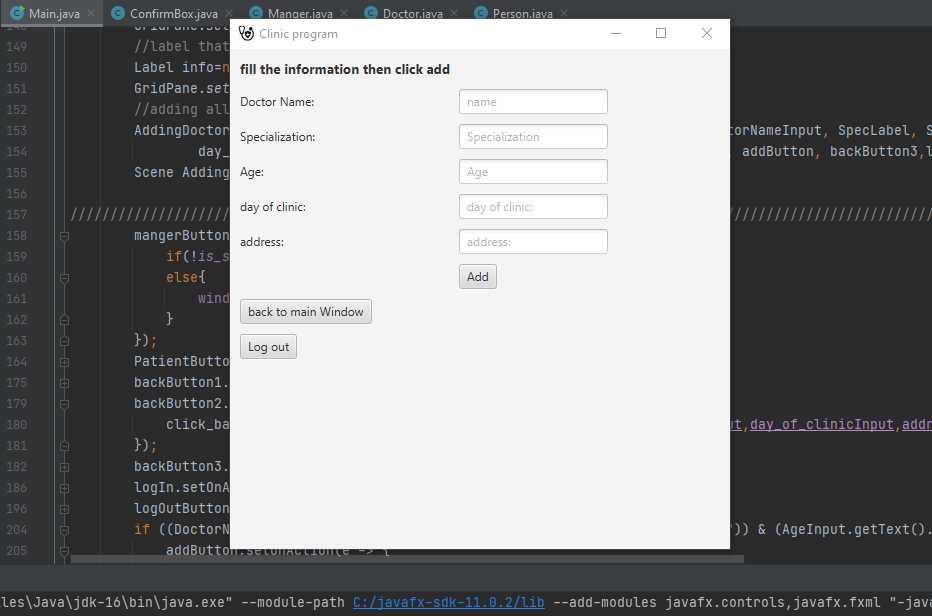 Main.java ConfirmBox.java Manger.java Doctor.java Person.java
Clinic program
fill the information then click add
Doctor Name: name
Specialization: Specialization
Age: Age
day of clinic: day of clinic:
address: address:
Add
back to main Window
Log out
149 //label that
150 Label info=n
151 GridPane.set
152 //adding all
153 AddingDoctor torNameInput, SpecLabel, S
154 day_ addButton, backButton3,l
155 Scene Adding
156
157 ////////////////////
158 mangerButton
159 if(!is_s
160 else{
161 wind
162 }
163 });
164 PatientButto
175 backButton1.
179 backButton2.
180 click_ba ut,day_of_clinicInput,addr
181 });
182 backButton3.
186 logIn.setOnA
196 logOutButton
204 if ((DoctorN ")) & (AgeInput.getText().
205 addButton.setOnAction(e -> {
les\Java\jdk-16\bin\java.exe" --module-path C:/javafx-sdk-11.0.2/lib --add-modules javafx.controls,javafx.fxml "-java